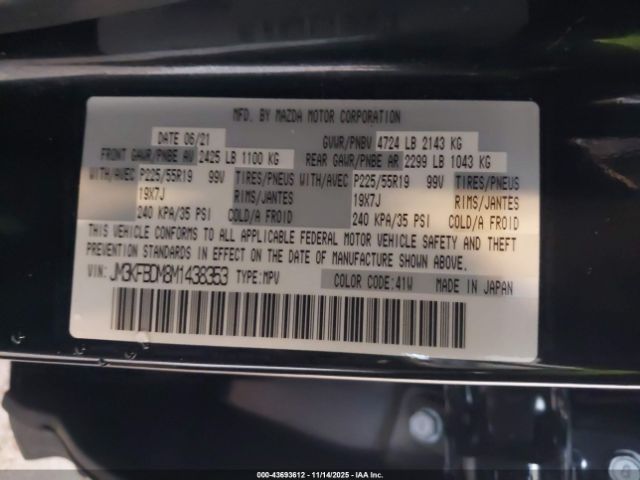 MFD. BY MAZDA MOTOR CORPORATION
DATE 06/21 GVWR/PNBV 4724 LB 2143 KG
FRONT GAWR/PNBE AV 2425 LB 1100 KG REAR GAWR/PNBE AR 2299 LB 1043 KG
WITH/AVEC P225/55R19 99V TIRES/PNEUS WITH/AVEC P225/55R19 99V TIRES/PNEUS
19X7J RIMS/JANTES 19X7J RIMS/JANTES
240 KPA/35 PSI COLD/A FROID 240 KPA/35 PSI COLD/A FROID
THIS VEHICLE CONFORMS TO ALL APPLICABLE FEDERAL MOTOR VEHICLE SAFETY AND THEFT
PREVENTION STANDARDS IN EFFECT ON THE DATE OF MANUFACTURE SHOWN ABOVE.
VIN: JM3KFBDM8M1438353 TYPE:MPV COLOR CODE:41W MADE IN JAPAN
000-43693612 - 11/14/2025 - IAA Inc.